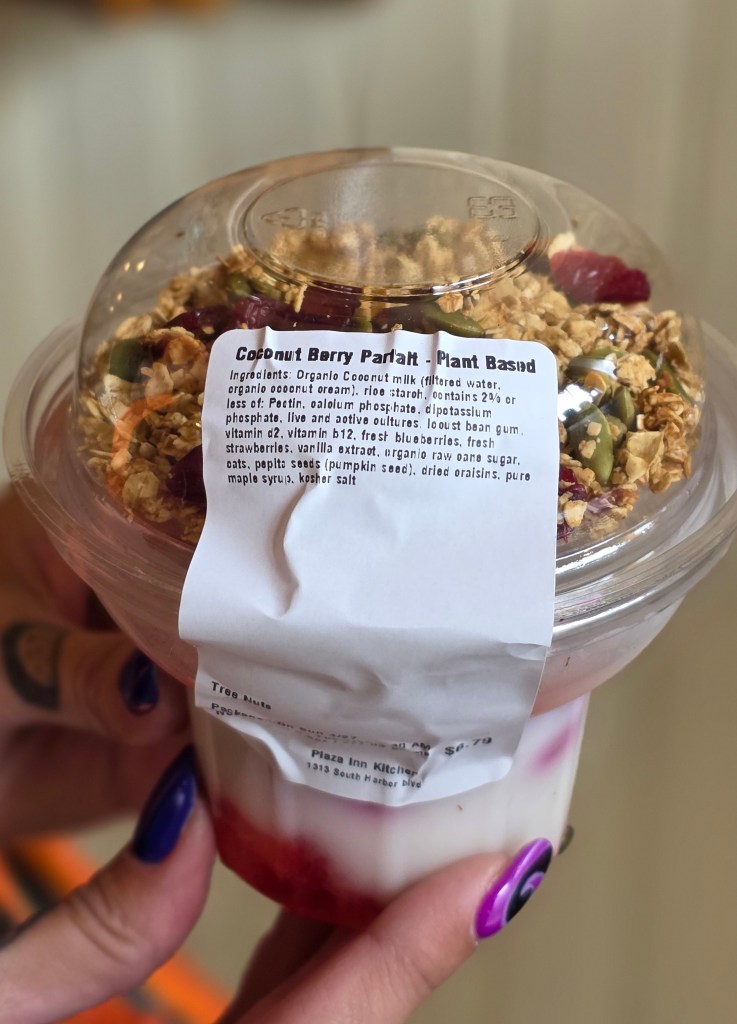 Coconut Berry Parfait - Plant Based
Ingredients: Organic Coconut milk (filtered water,
organic coconut cream), rice starch, contains 2% or
less of: Pectin, calcium phosphate, dipotassium
phosphate, live and active cultures, locust bean gum,
vitamin d2, vitamin b12, fresh blueberries, fresh
strawberries, vanilla extract, organic raw cane sugar,
oats, pepita seeds (pumpkin seed), dried craisins, pure
maple syrup, kosher salt
Tree Nuts
AM
$6.79
Plaza Inn Kitchen
1313 South Harbor blvd